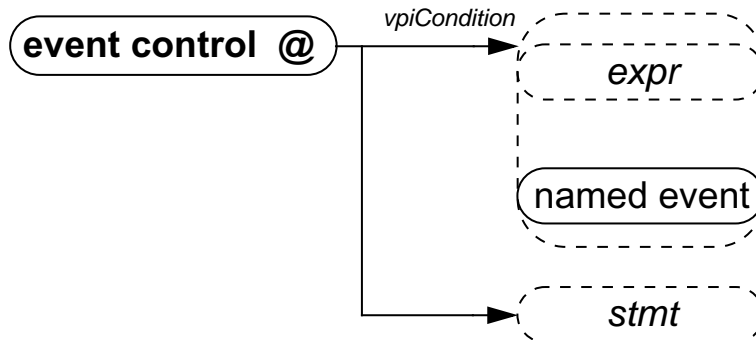 vpiCondition
event control @
expr
named event
stmt